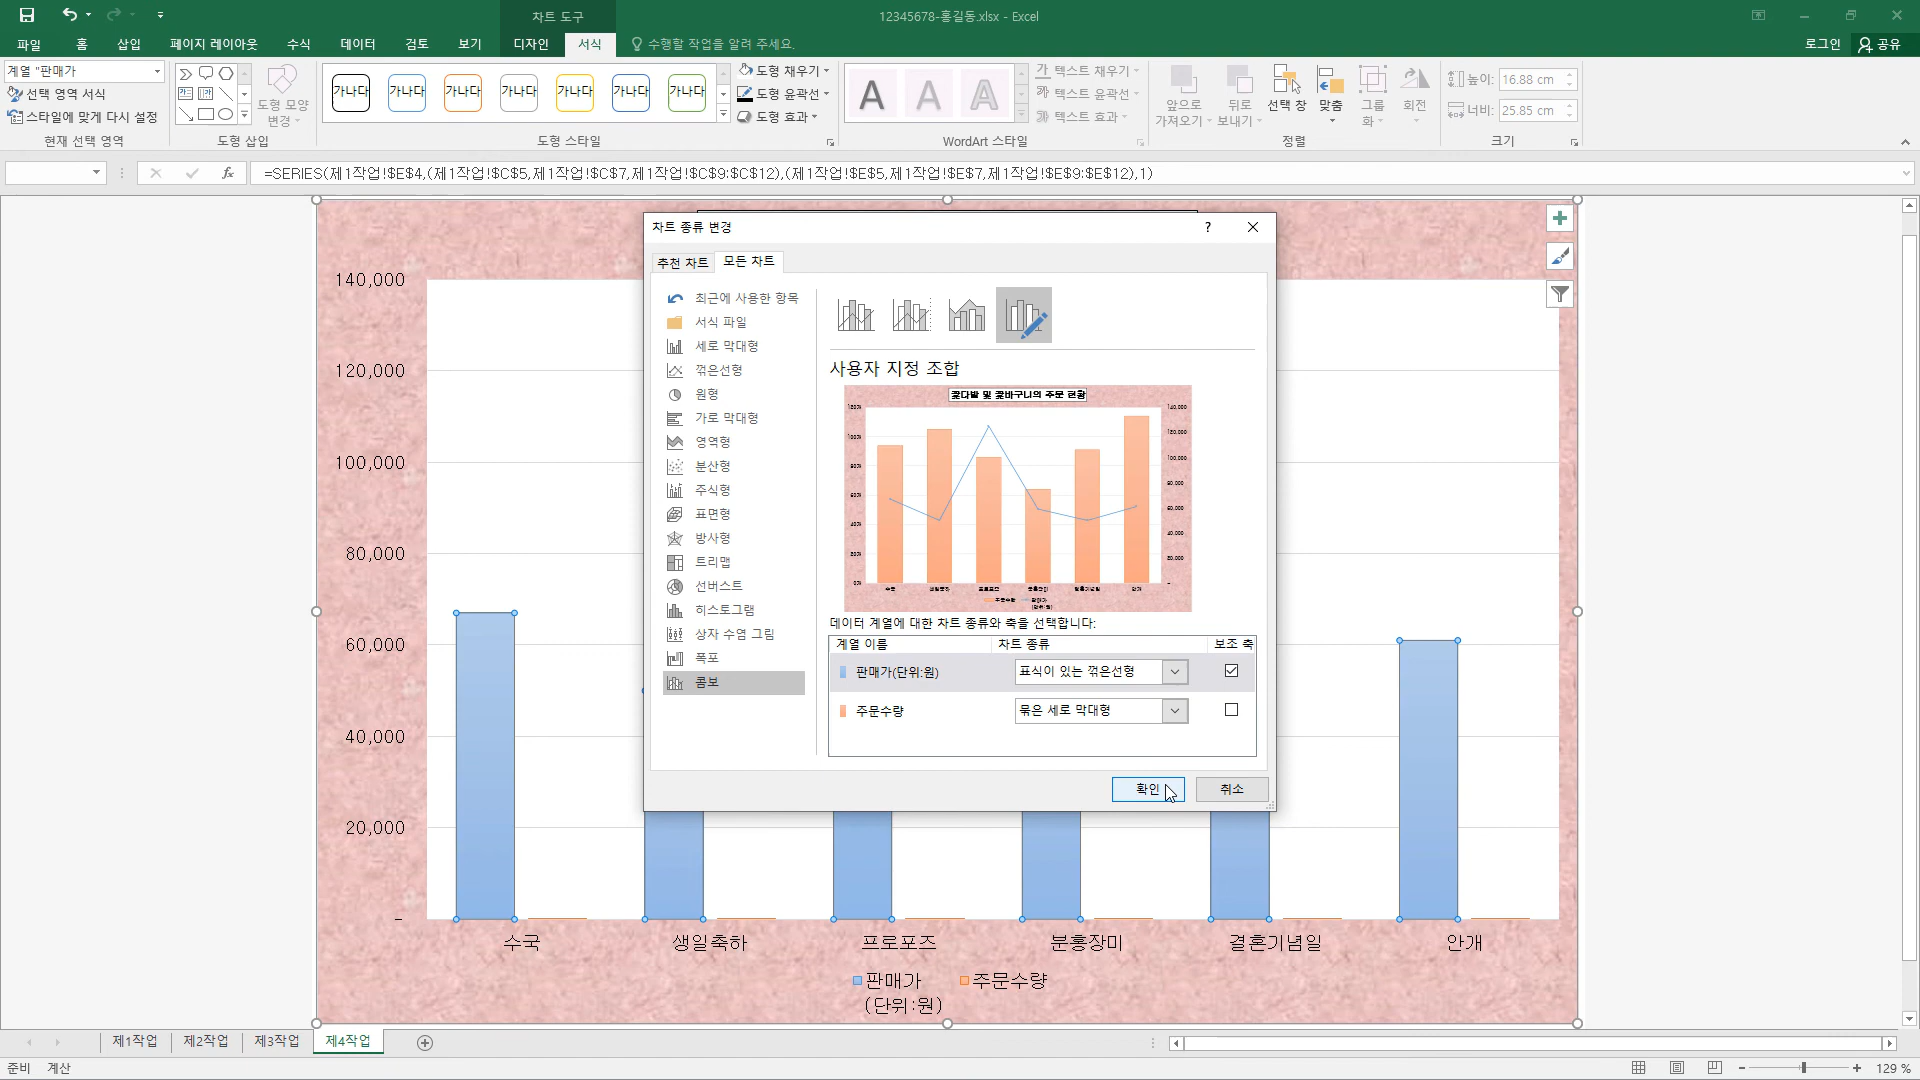 차트 도구
12345678-홍길동.xlsx - Excel
파일 홈 삽입 페이지 레이아웃 수식 데이터 검토 보기 디자인 서식 수행할 작업을 알려 주세요. 로그인 공유
계열 "판매가
선택 영역 서식
스타일에 맞게 다시 설정
현재 선택 영역
도형 모양
변경
도형 삽입
가나다 가나다 가나다 가나다 가나다 가나다 가나다
도형 채우기
도형 윤곽선
도형 효과
도형 스타일
A A A
텍스트 채우기
텍스트 윤곽선
텍스트 효과
WordArt 스타일
앞으로
가져오기
뒤로
보내기
선택 창
맞춤
그룹
화
회전
정렬
높이: 16.88 cm
너비: 25.85 cm
크기
fx =SERIES(제1작업!$E$4,(제1작업!$C$5,제1작업!$C$7,제1작업!$C$9:$C$12),(제1작업!$E$5,제1작업!$E$7,제1작업!$E$9:$E$12),1)
140,000
120,000
100,000
80,000
60,000
40,000
20,000
-
수국 생일축하 프로포즈 분홍장미 결혼기념일 안개
판매가 주문수량
(단위:원)
차트 종류 변경 ?
추천 차트 모든 차트
최근에 사용한 항목
서식 파일
세로 막대형
꺾은선형
원형
가로 막대형
영역형
분산형
주식형
표면형
방사형
트리맵
선버스트
히스토그램
상자 수염 그림
폭포
콤보
사용자 지정 조합
꽃다발 및 꽃바구니의 주문 현황
데이터 계열에 대한 차트 종류와 축을 선택합니다:
계열 이름 차트 종류 보조 축
판매가(단위:원) 표식이 있는 꺾은선형
주문수량 묶은 세로 막대형
확인 취소
제1작업 제2작업 제3작업 제4작업
준비 계산 129 %